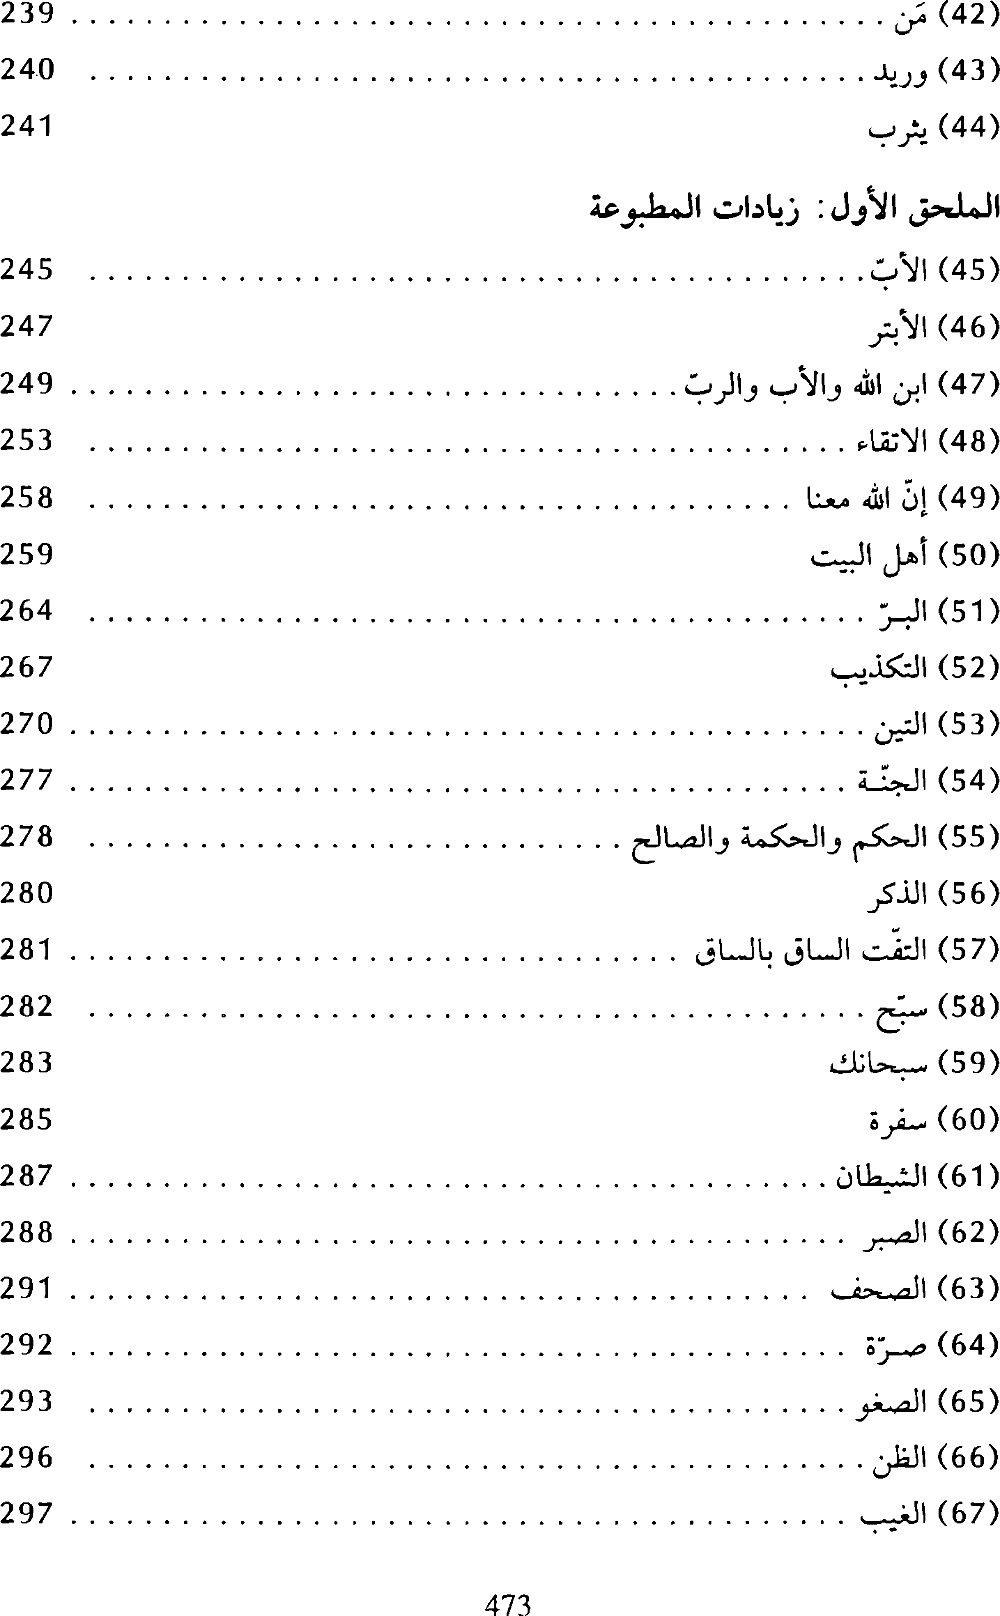 (42) مَن . . . . . . . . . . . . . . . . . . . . 239
(43) وريد . . . . . . . . . . . . . . . . . . . . 240
(44) يثرب 241
الملحق الأول: زيادات المطبوعة
(45) الأبّ . . . . . . . . . . . . . . . . . . . . 245
(46) الأبتر 247
(47) ابن الله والأب والربّ . . . . . . . . . . . . . . . . . . . . 249
(48) الاتقاء . . . . . . . . . . . . . . . . . . . . 253
(49) إنّ الله معنا . . . . . . . . . . . . . . . . . . . . 258
(50) أهل البيت 259
(51) البـرّ . . . . . . . . . . . . . . . . . . . . 264
(52) التكذيب 267
(53) التين . . . . . . . . . . . . . . . . . . . . 270
(54) الجنّـة . . . . . . . . . . . . . . . . . . . . 277
(55) الحكم والحكمة والصالح . . . . . . . . . . . . . . . . . . . . 278
(56) الذكر 280
(57) التفّت الساق بالساق . . . . . . . . . . . . . . . . . . . . 281
(58) سبّح . . . . . . . . . . . . . . . . . . . . 282
(59) سبحانك 283
(60) سفرة 285
(61) الشيطان . . . . . . . . . . . . . . . . . . . . 287
(62) الصبر . . . . . . . . . . . . . . . . . . . . 288
(63) الصحف . . . . . . . . . . . . . . . . . . . . 291
(64) صـرّة . . . . . . . . . . . . . . . . . . . . 292
(65) الصغو . . . . . . . . . . . . . . . . . . . . 293
(66) الظن . . . . . . . . . . . . . . . . . . . . 296
(67) الغيب . . . . . . . . . . . . . . . . . . . . 297
473